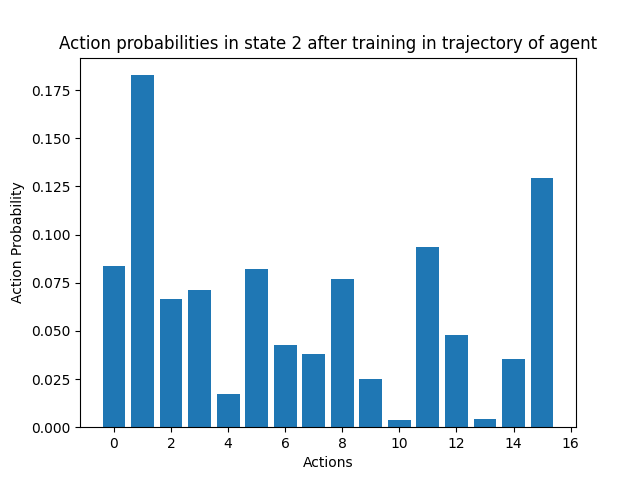 Action probabilities in state 2 after training in trajectory of agent
0.175
0.150
0.125
0.100
0.075
0.050
0.025
0.000
Action Probability
0 2 4 6 8 10 12 14 16
Actions